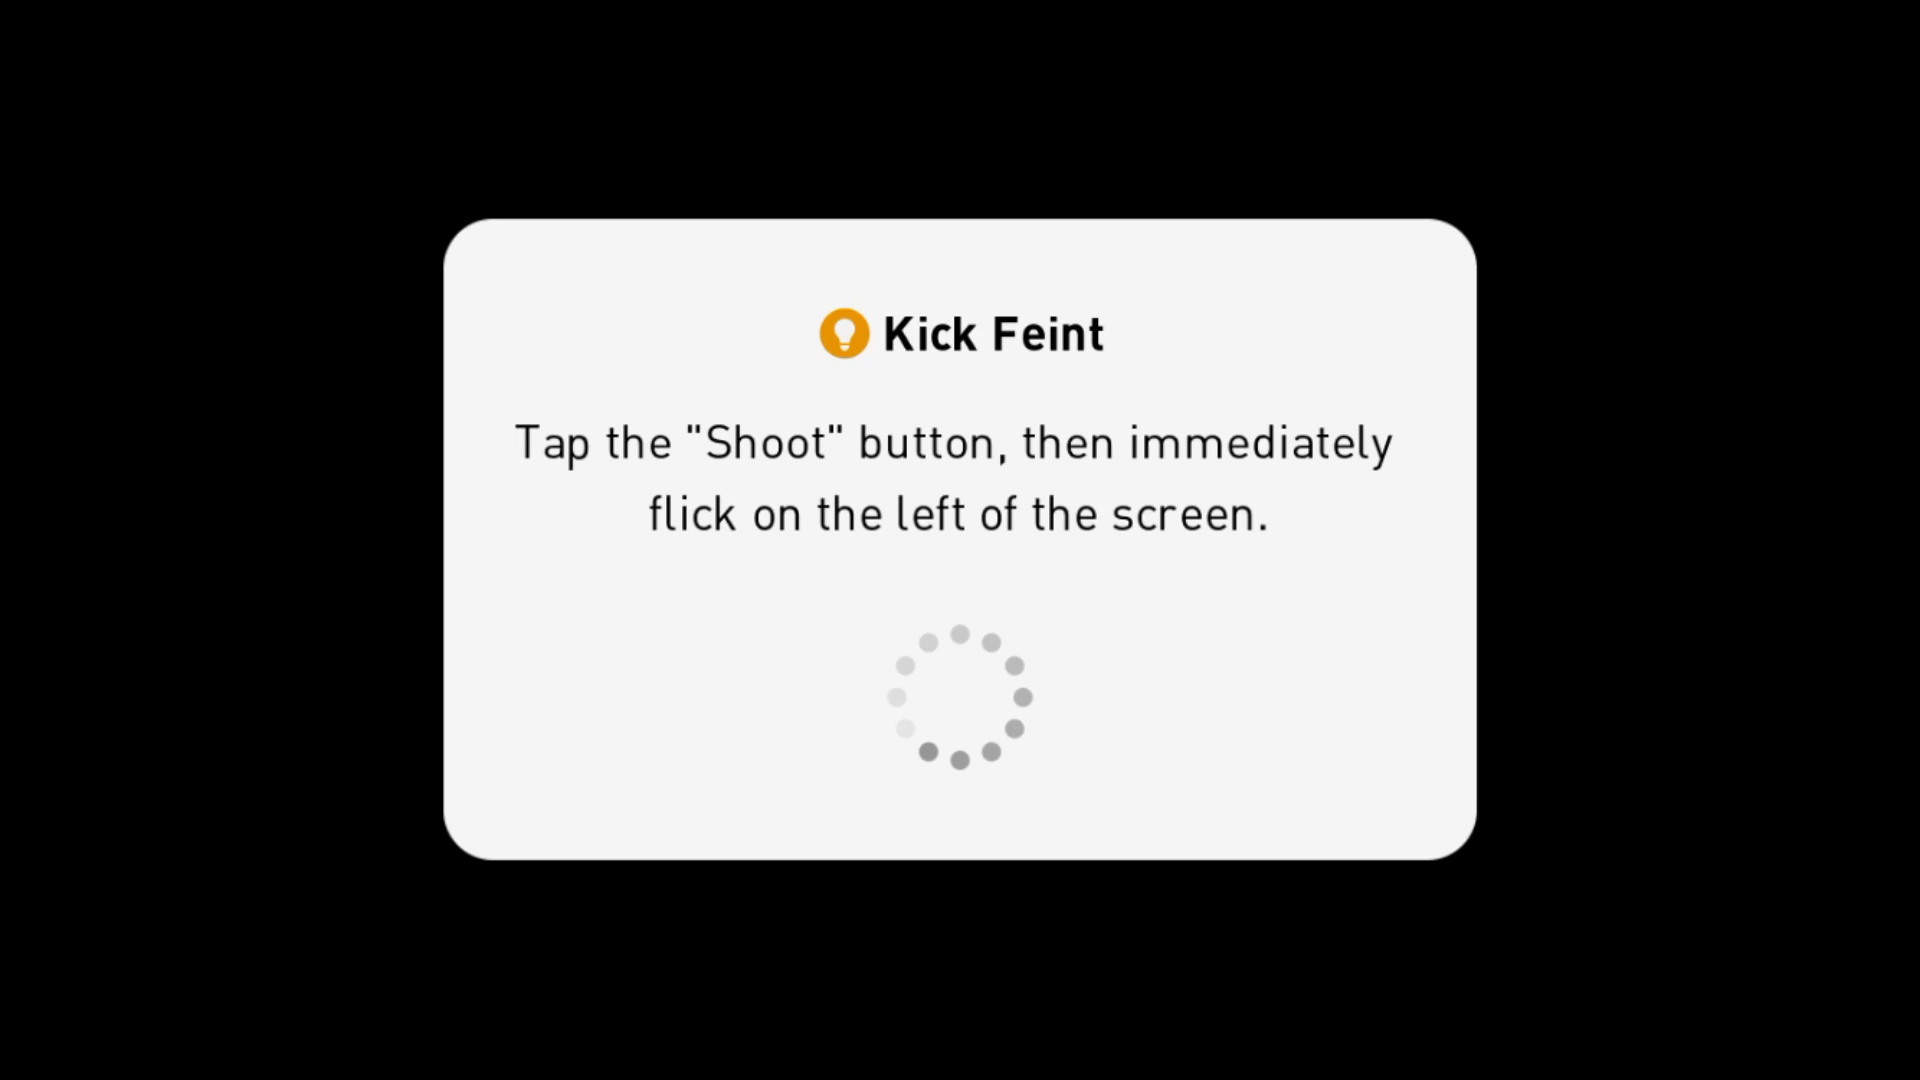 Kick Feint
Tap the "Shoot" button, then immediately
flick on the left of the screen.